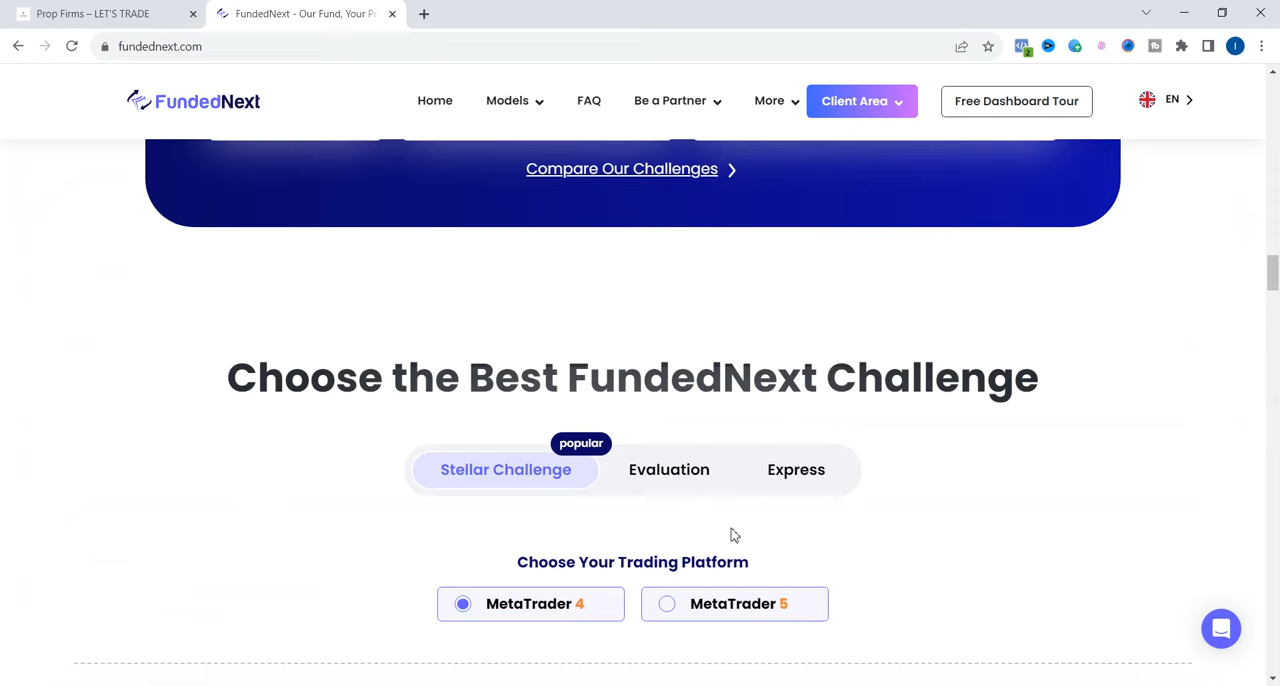 Prop Firms – LET'S TRADE
FundedNext - Our Fund, Your Pr
fundednext.com
2
I
FundedNext
Home
Models
FAQ
Be a Partner
More
Client Area
Free Dashboard Tour
EN
Compare Our Challenges
Choose the Best FundedNext Challenge
popular
Stellar Challenge
Evaluation
Express
Choose Your Trading Platform
MetaTrader 4
MetaTrader 5